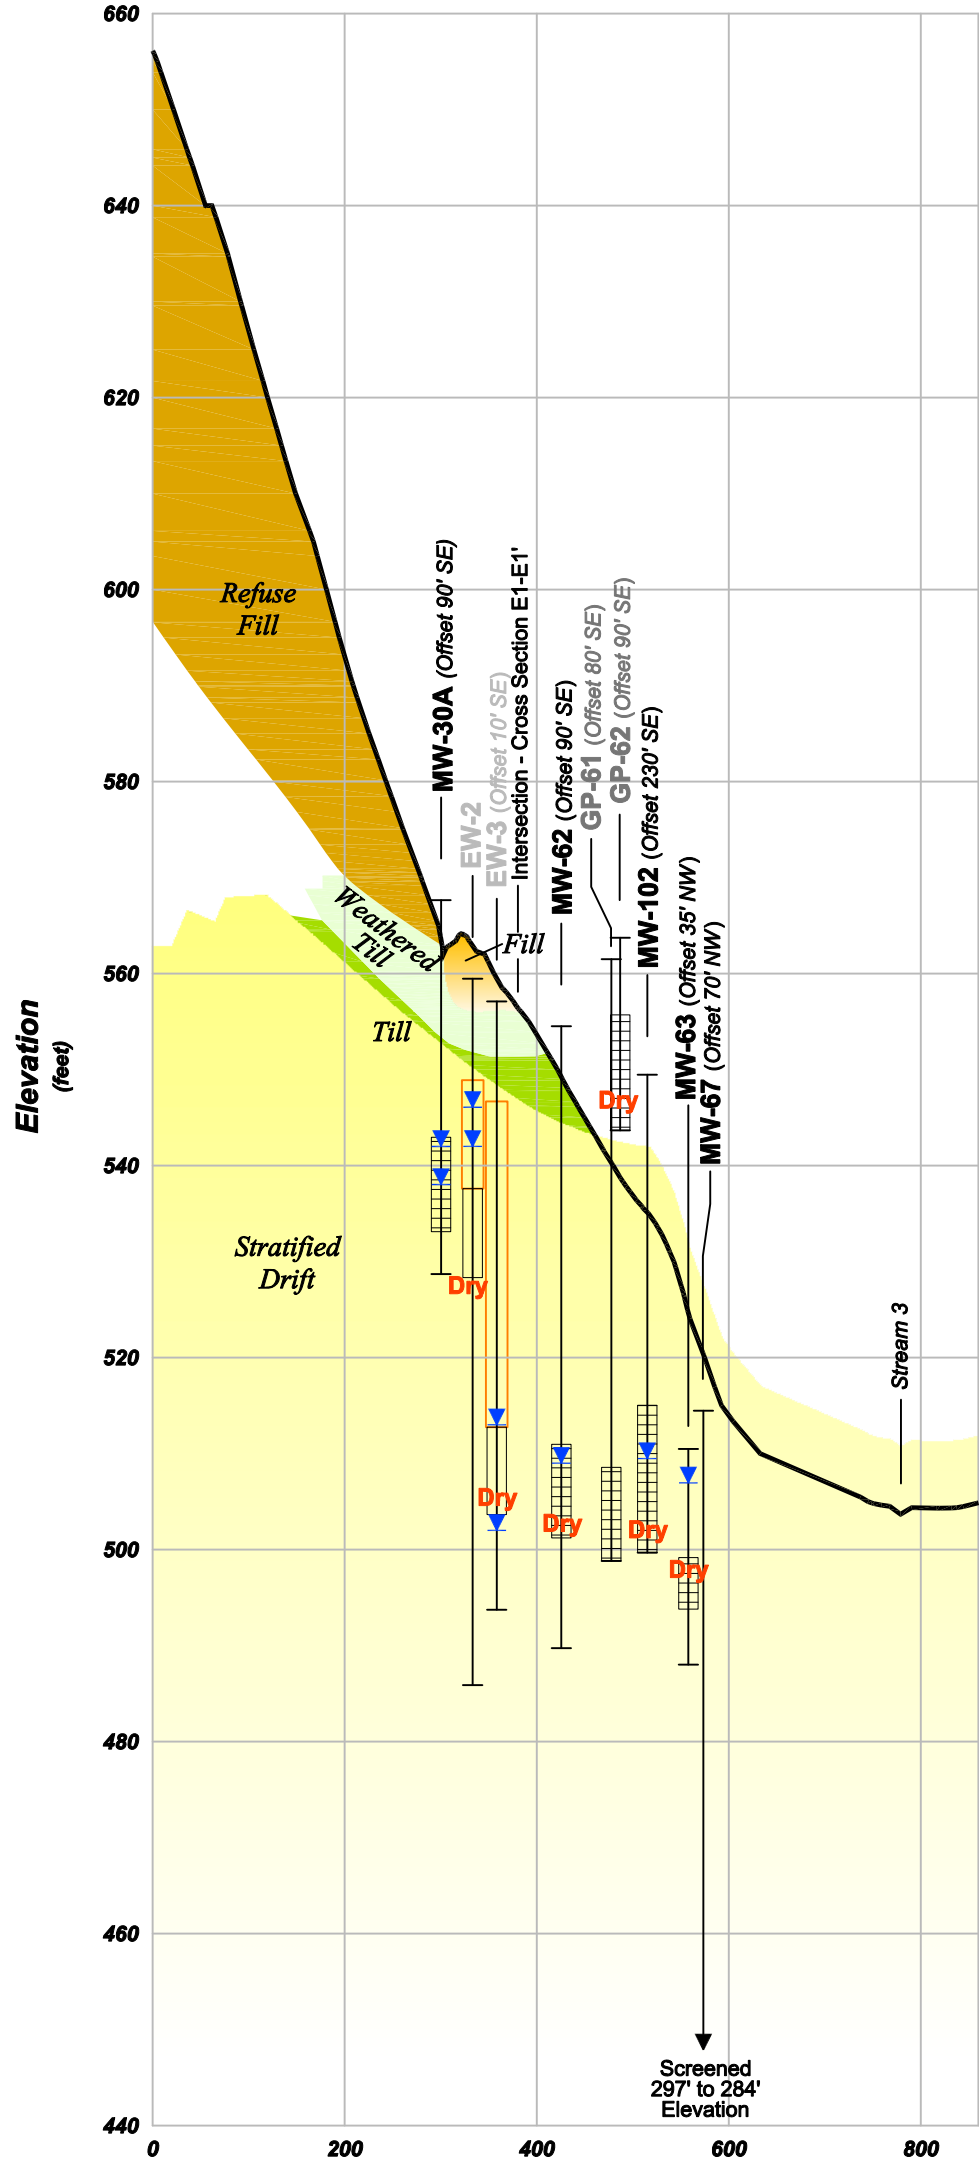 660
640
620
600
580
560
540
520
500
480
460
440
Elevation
(feet)
Refuse
Fill
MW-30A (Offset 90' SE)
EW-2
EW-3 (Offset 10' SE)
Intersection - Cross Section E1-E1'
MW-62 (Offset 90' SE)
GP-61 (Offset 80' SE)
GP-62 (Offset 90' SE)
MW-102 (Offset 230' SE)
MW-63 (Offset 35' NW)
MW-67 (Offset 70' NW)
Weathered
Till
Fill
Till
Dry
Stratified
Drift
Dry
Stream 3
Dry
Dry
Dry
Dry
Screened
297' to 284'
Elevation
0 200 400 600 800